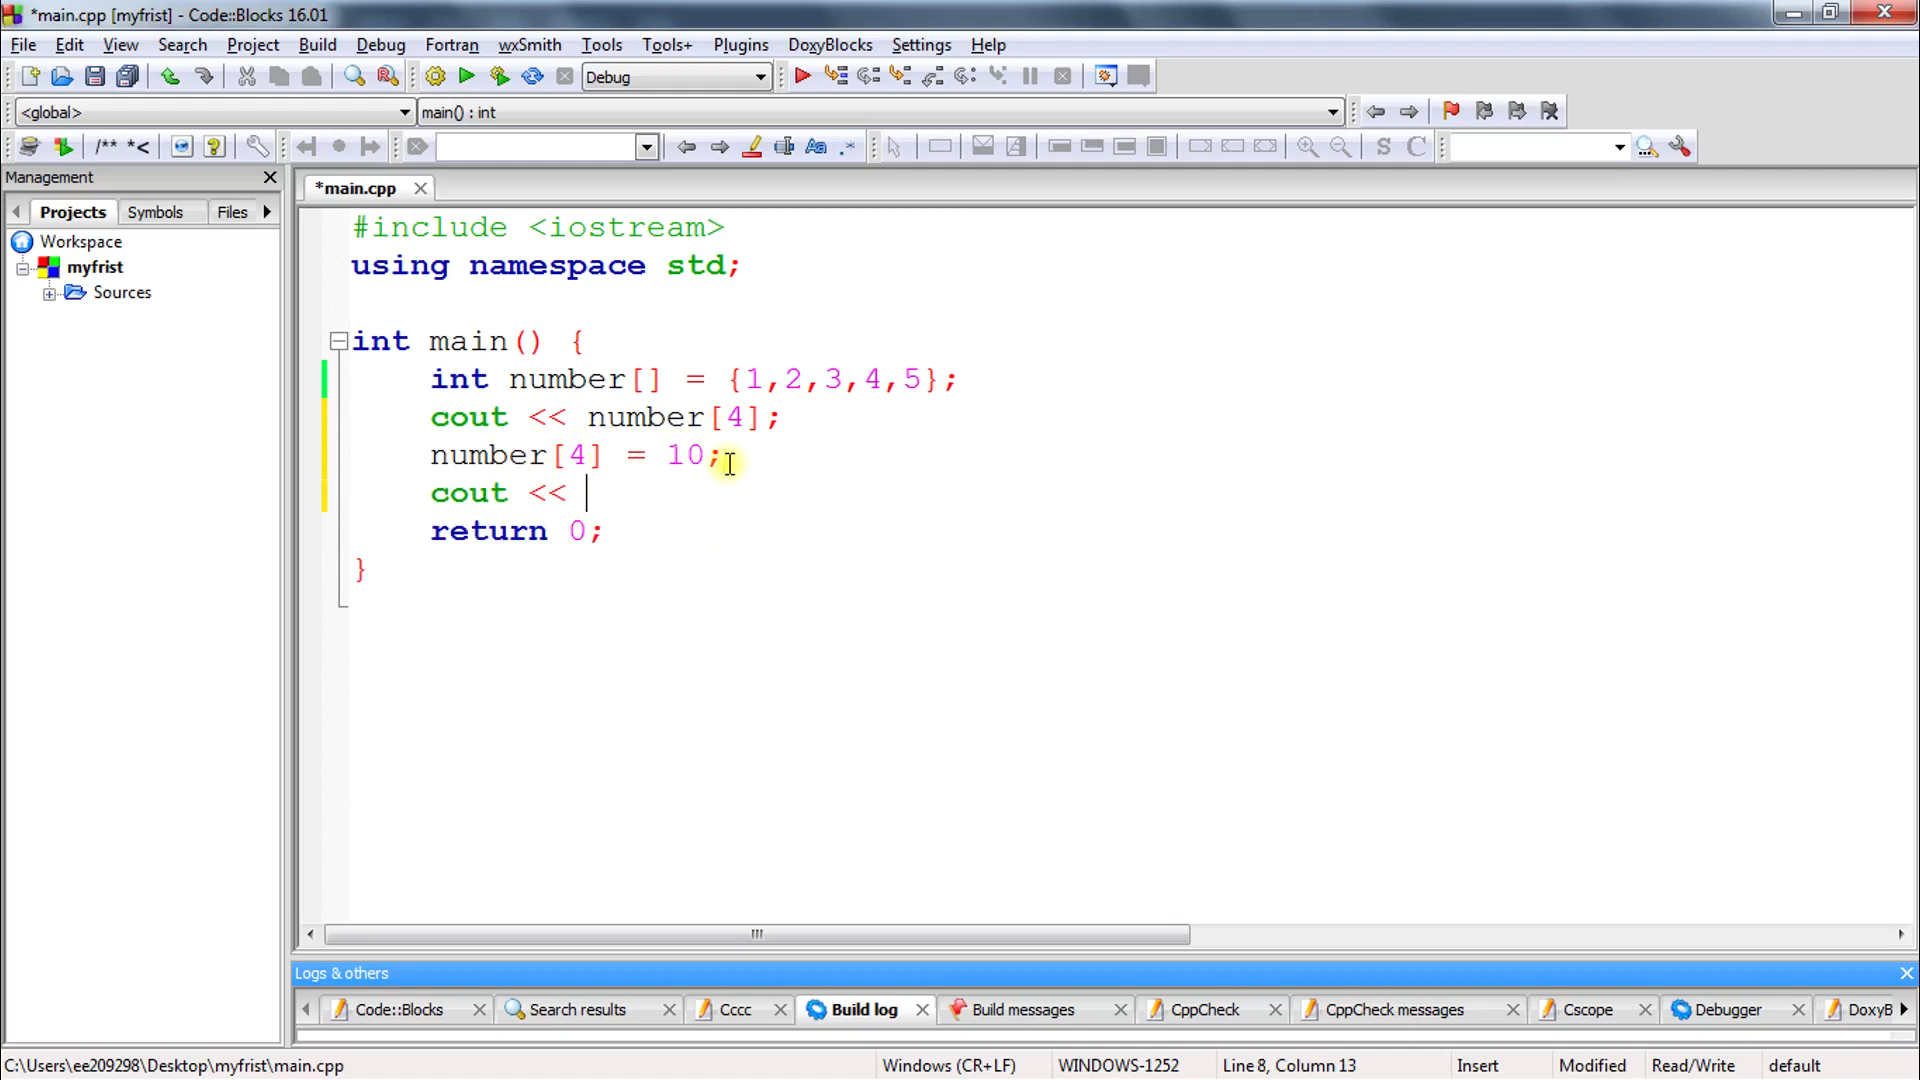 *main.cpp [myfrist] - Code::Blocks 16.01
File Edit View Search Project Build Debug Fortran wxSmith Tools Tools+ Plugins DoxyBlocks Settings Help
Debug
<global> main() : int
/** *<
S C
Management
*main.cpp
Projects Symbols Files
Workspace
myfrist
Sources
#include <iostream>
using namespace std;
int main() {
int number[] = {1,2,3,4,5};
cout << number[4];
number[4] = 10;
cout <<
return 0;
}
Logs & others
Code::Blocks Search results Cccc Build log Build messages CppCheck CppCheck messages Cscope Debugger DoxyB
C:\Users\ee209298\Desktop\myfrist\main.cpp Windows (CR+LF) WINDOWS-1252 Line 8, Column 13 Insert Modified Read/Write default